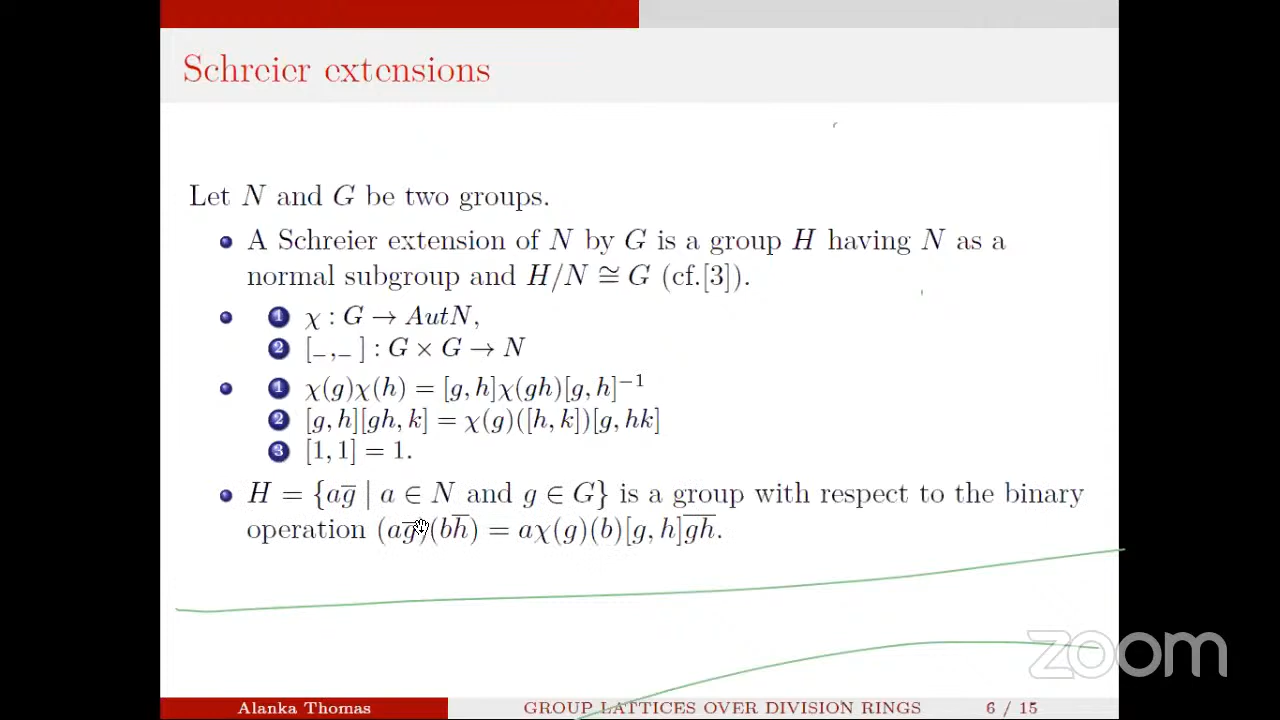 Schreier extensions
Let N and G be two groups.
• A Schreier extension of N by G is a group H having N as a
normal subgroup and H/N ≅ G (cf.[3]).
• 1 χ : G → AutN,
2 [_,_ ] : G × G → N
• 1 χ(g)χ(h) = [g, h]χ(gh)[g, h]⁻¹
2 [g, h][gh, k] = χ(g)([h, k])[g, hk]
3 [1, 1] = 1.
• H = {ag̅ | a ∈ N and g ∈ G} is a group with respect to the binary
operation (ag̅)(bh̅) = aχ(g)(b)[g, h]g̅h̅.
zoom
Alanka Thomas GROUP LATTICES OVER DIVISION RINGS 6 / 15